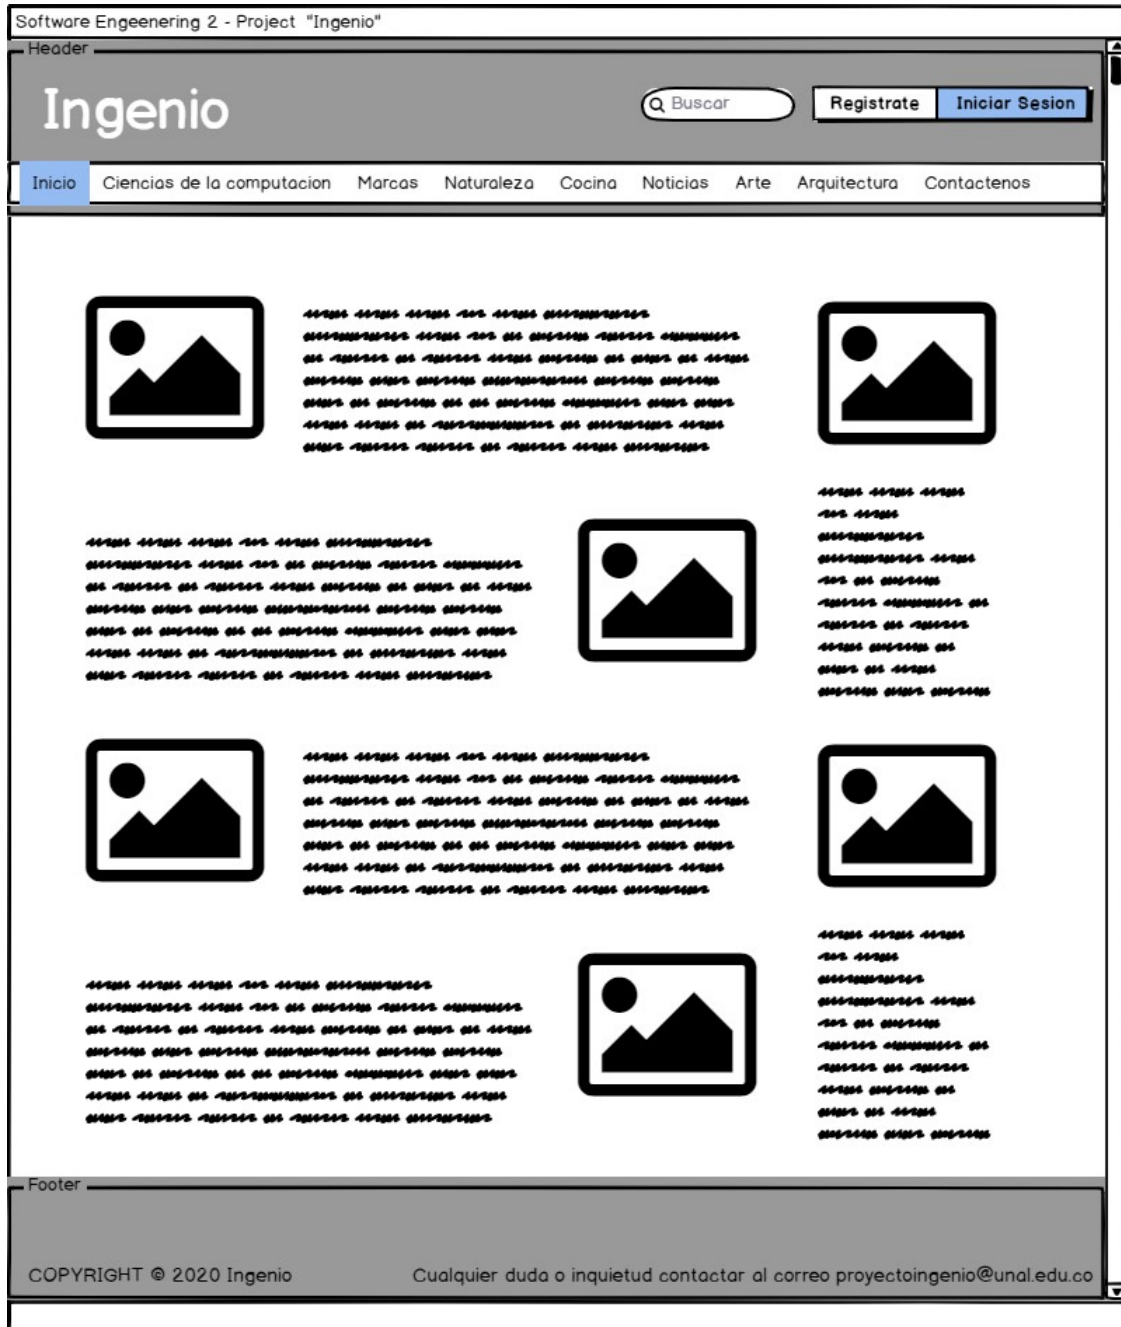 Software Engeenering 2 - Project "Ingenio"
Header
Ingenio
Buscar
Registrate
Iniciar Sesion
Inicio Ciencias de la computacion Marcas Naturaleza Cocina Noticias Arte Arquitectura Contactenos
Footer
COPYRIGHT © 2020 Ingenio
Cualquier duda o inquietud contactar al correo proyectoingenio@unal.edu.co